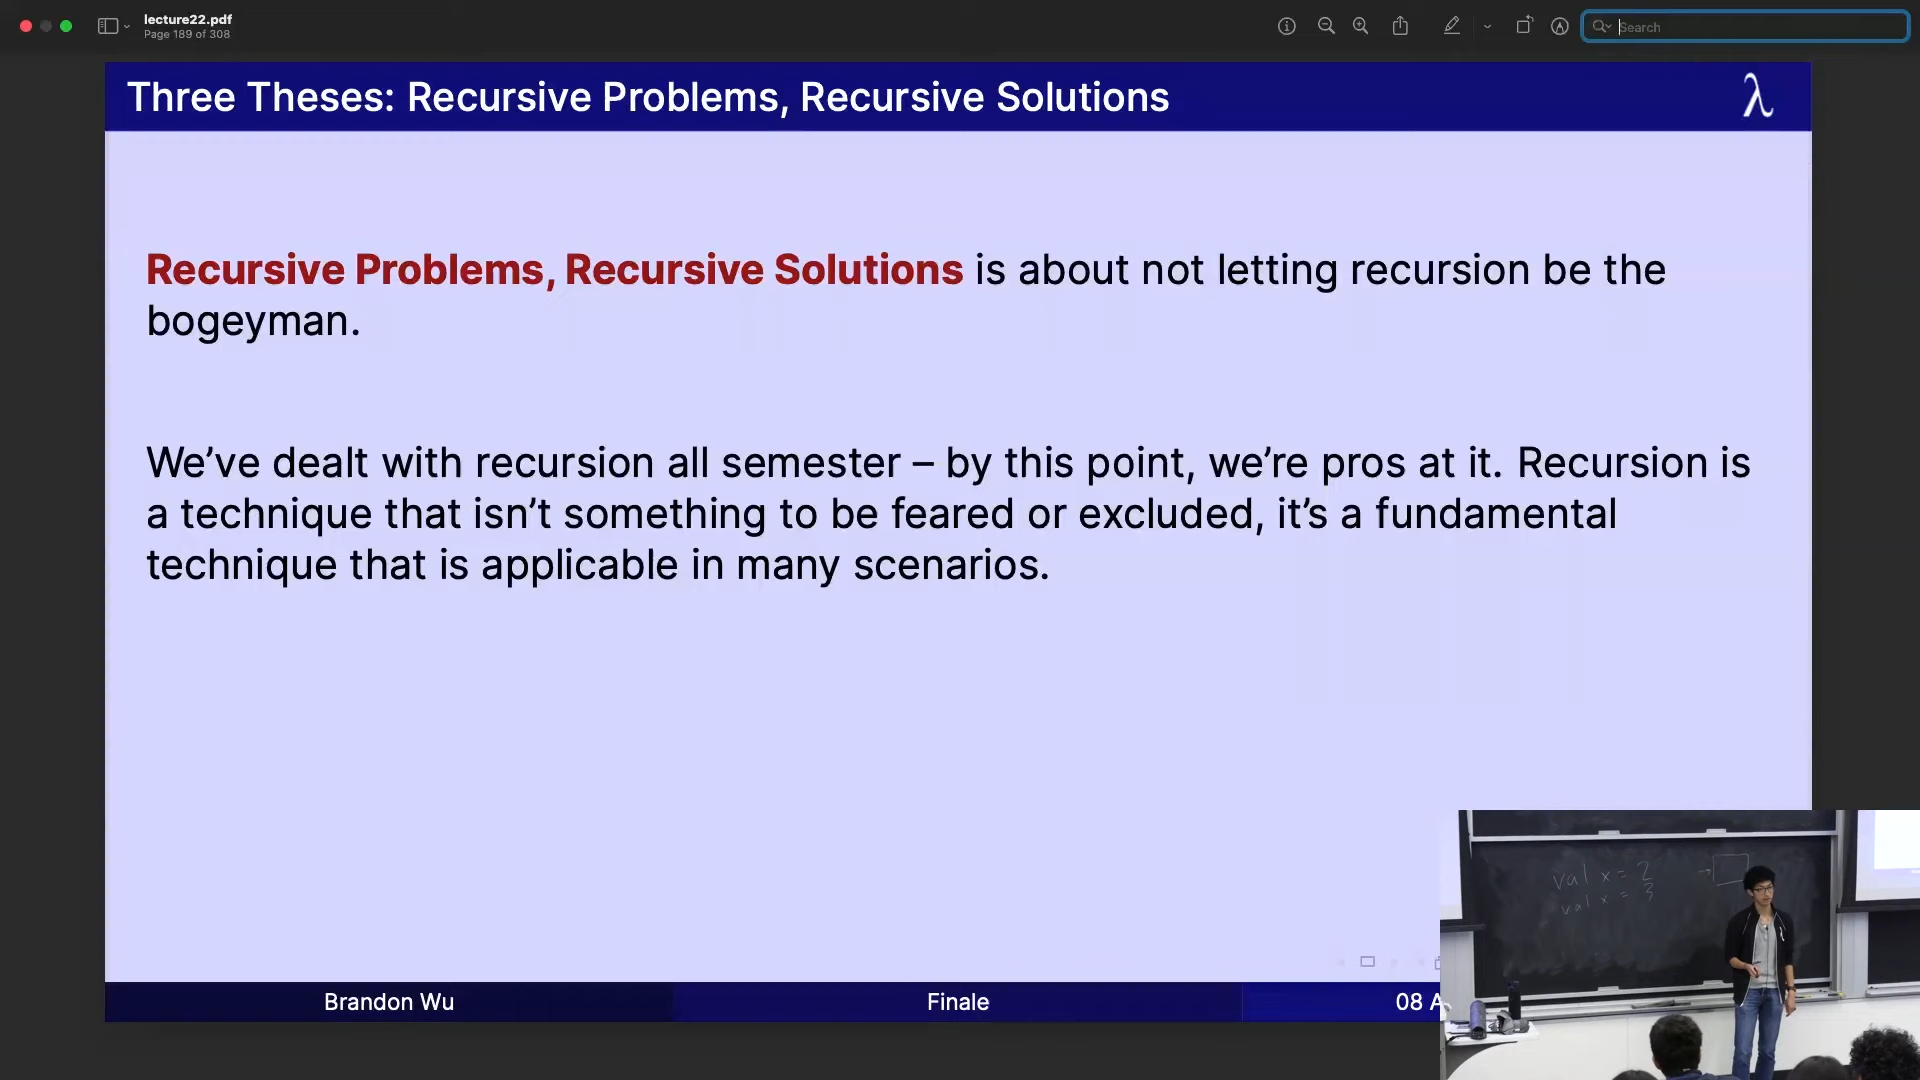 lecture22.pdf
Page 189 of 308
Search
Three Theses: Recursive Problems, Recursive Solutions
λ
Recursive Problems, Recursive Solutions is about not letting recursion be the
bogeyman.
We’ve dealt with recursion all semester – by this point, we’re pros at it. Recursion is
a technique that isn’t something to be feared or excluded, it’s a fundamental
technique that is applicable in many scenarios.
val x = 2
val x = 3
Brandon Wu
Finale
08 A